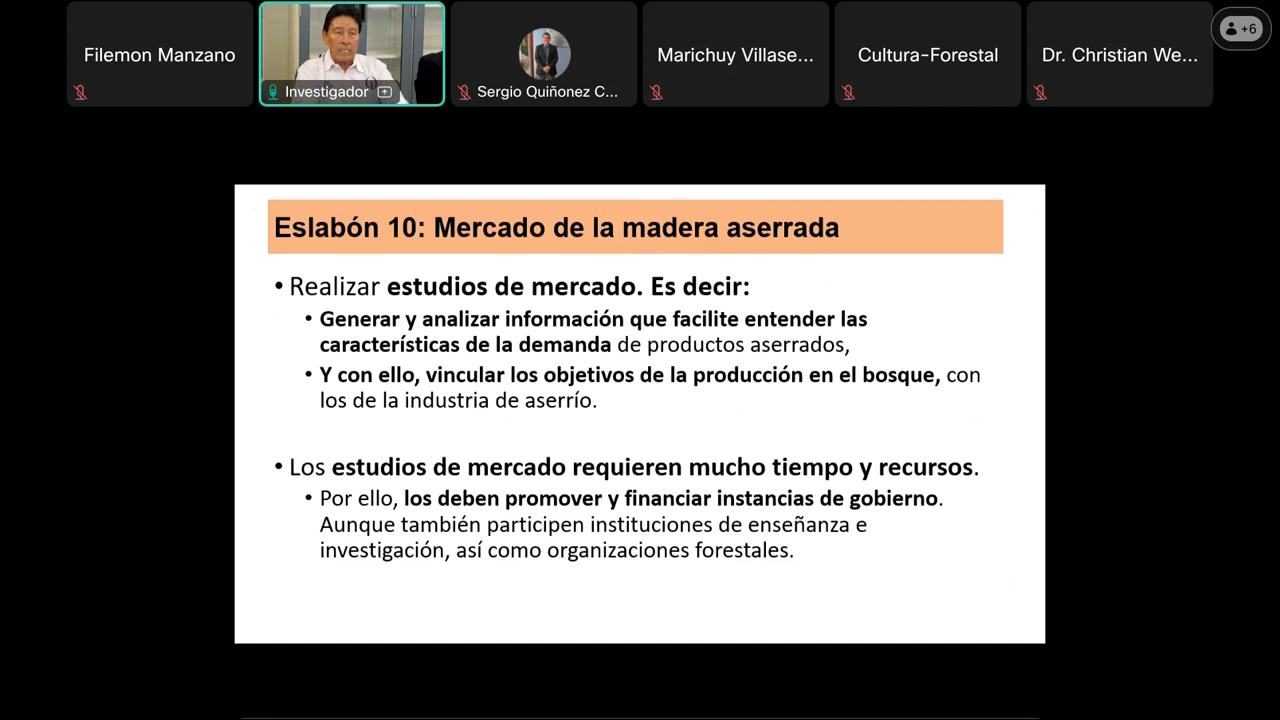 Filemon Manzano
Investigador
Sergio Quiñonez C...
Marichuy Villase...
Cultura-Forestal
Dr. Christian We...
+6
Eslabón 10: Mercado de la madera aserrada
• Realizar estudios de mercado. Es decir:
• Generar y analizar información que facilite entender las
características de la demanda de productos aserrados,
• Y con ello, vincular los objetivos de la producción en el bosque, con
los de la industria de aserrío.
• Los estudios de mercado requieren mucho tiempo y recursos.
• Por ello, los deben promover y financiar instancias de gobierno.
Aunque también participen instituciones de enseñanza e
investigación, así como organizaciones forestales.